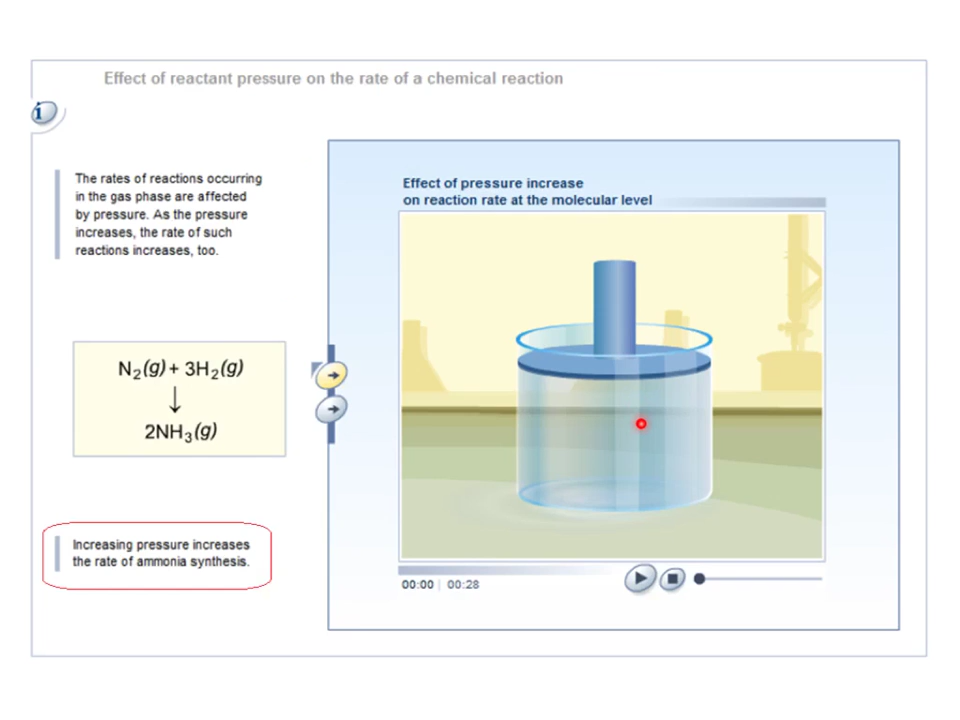 Effect of reactant pressure on the rate of a chemical reaction
i
The rates of reactions occurring
in the gas phase are affected
by pressure. As the pressure
increases, the rate of such
reactions increases, too.
N₂(g) + 3H₂(g)
↓
2NH₃(g)
Increasing pressure increases
the rate of ammonia synthesis.
Effect of pressure increase
on reaction rate at the molecular level
00:00 | 00:28